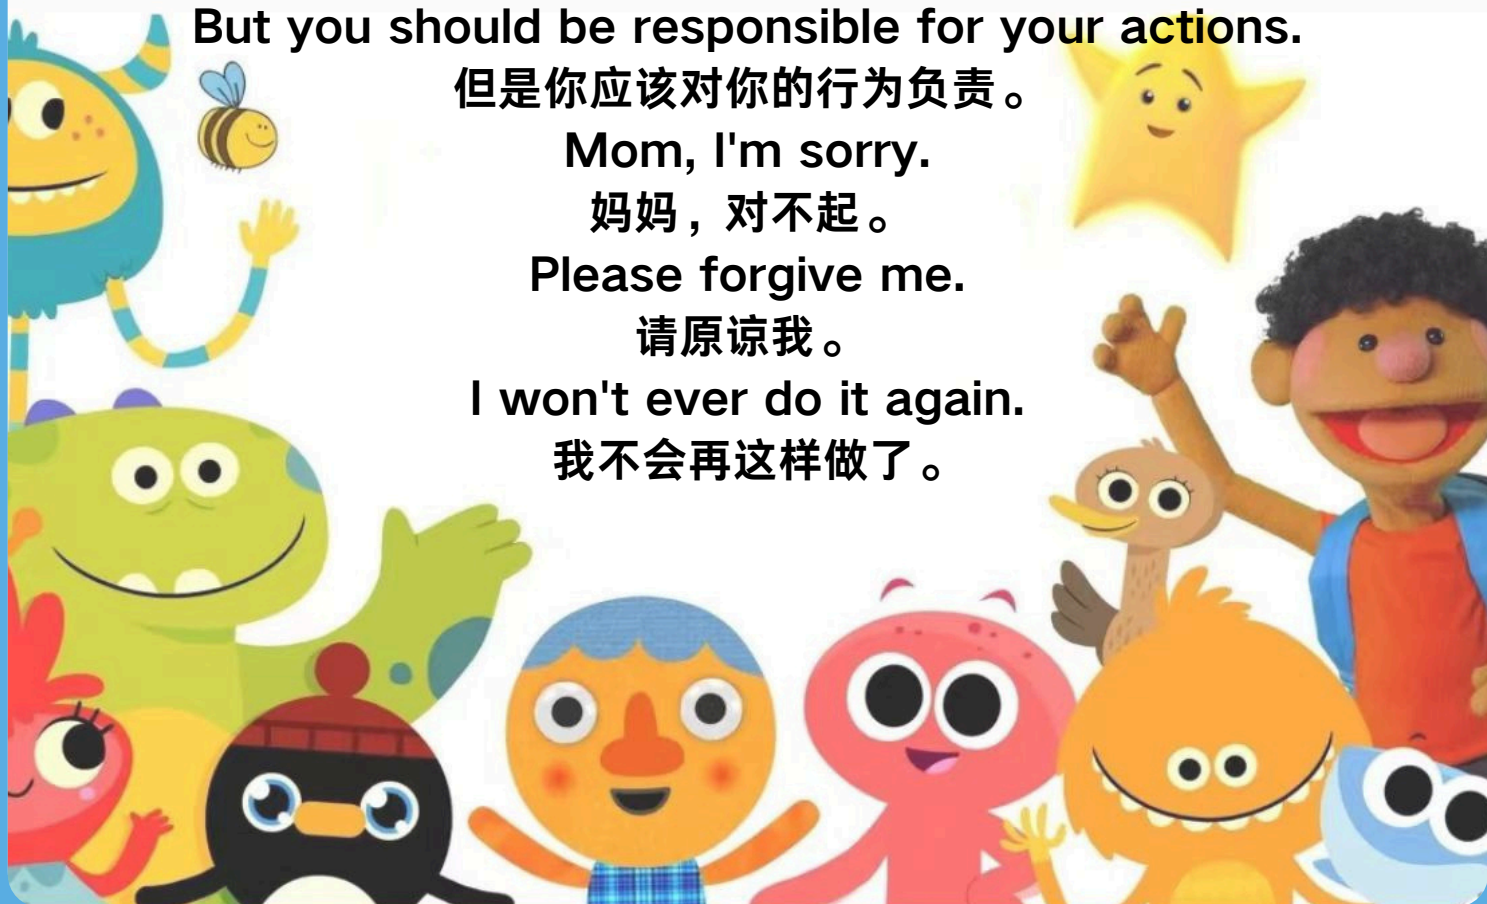 But you should be responsible for your actions.
但是你应该对你的行为负责。
Mom, I'm sorry.
妈妈，对不起。
Please forgive me.
请原谅我。
I won't ever do it again.
我不会再这样做了。